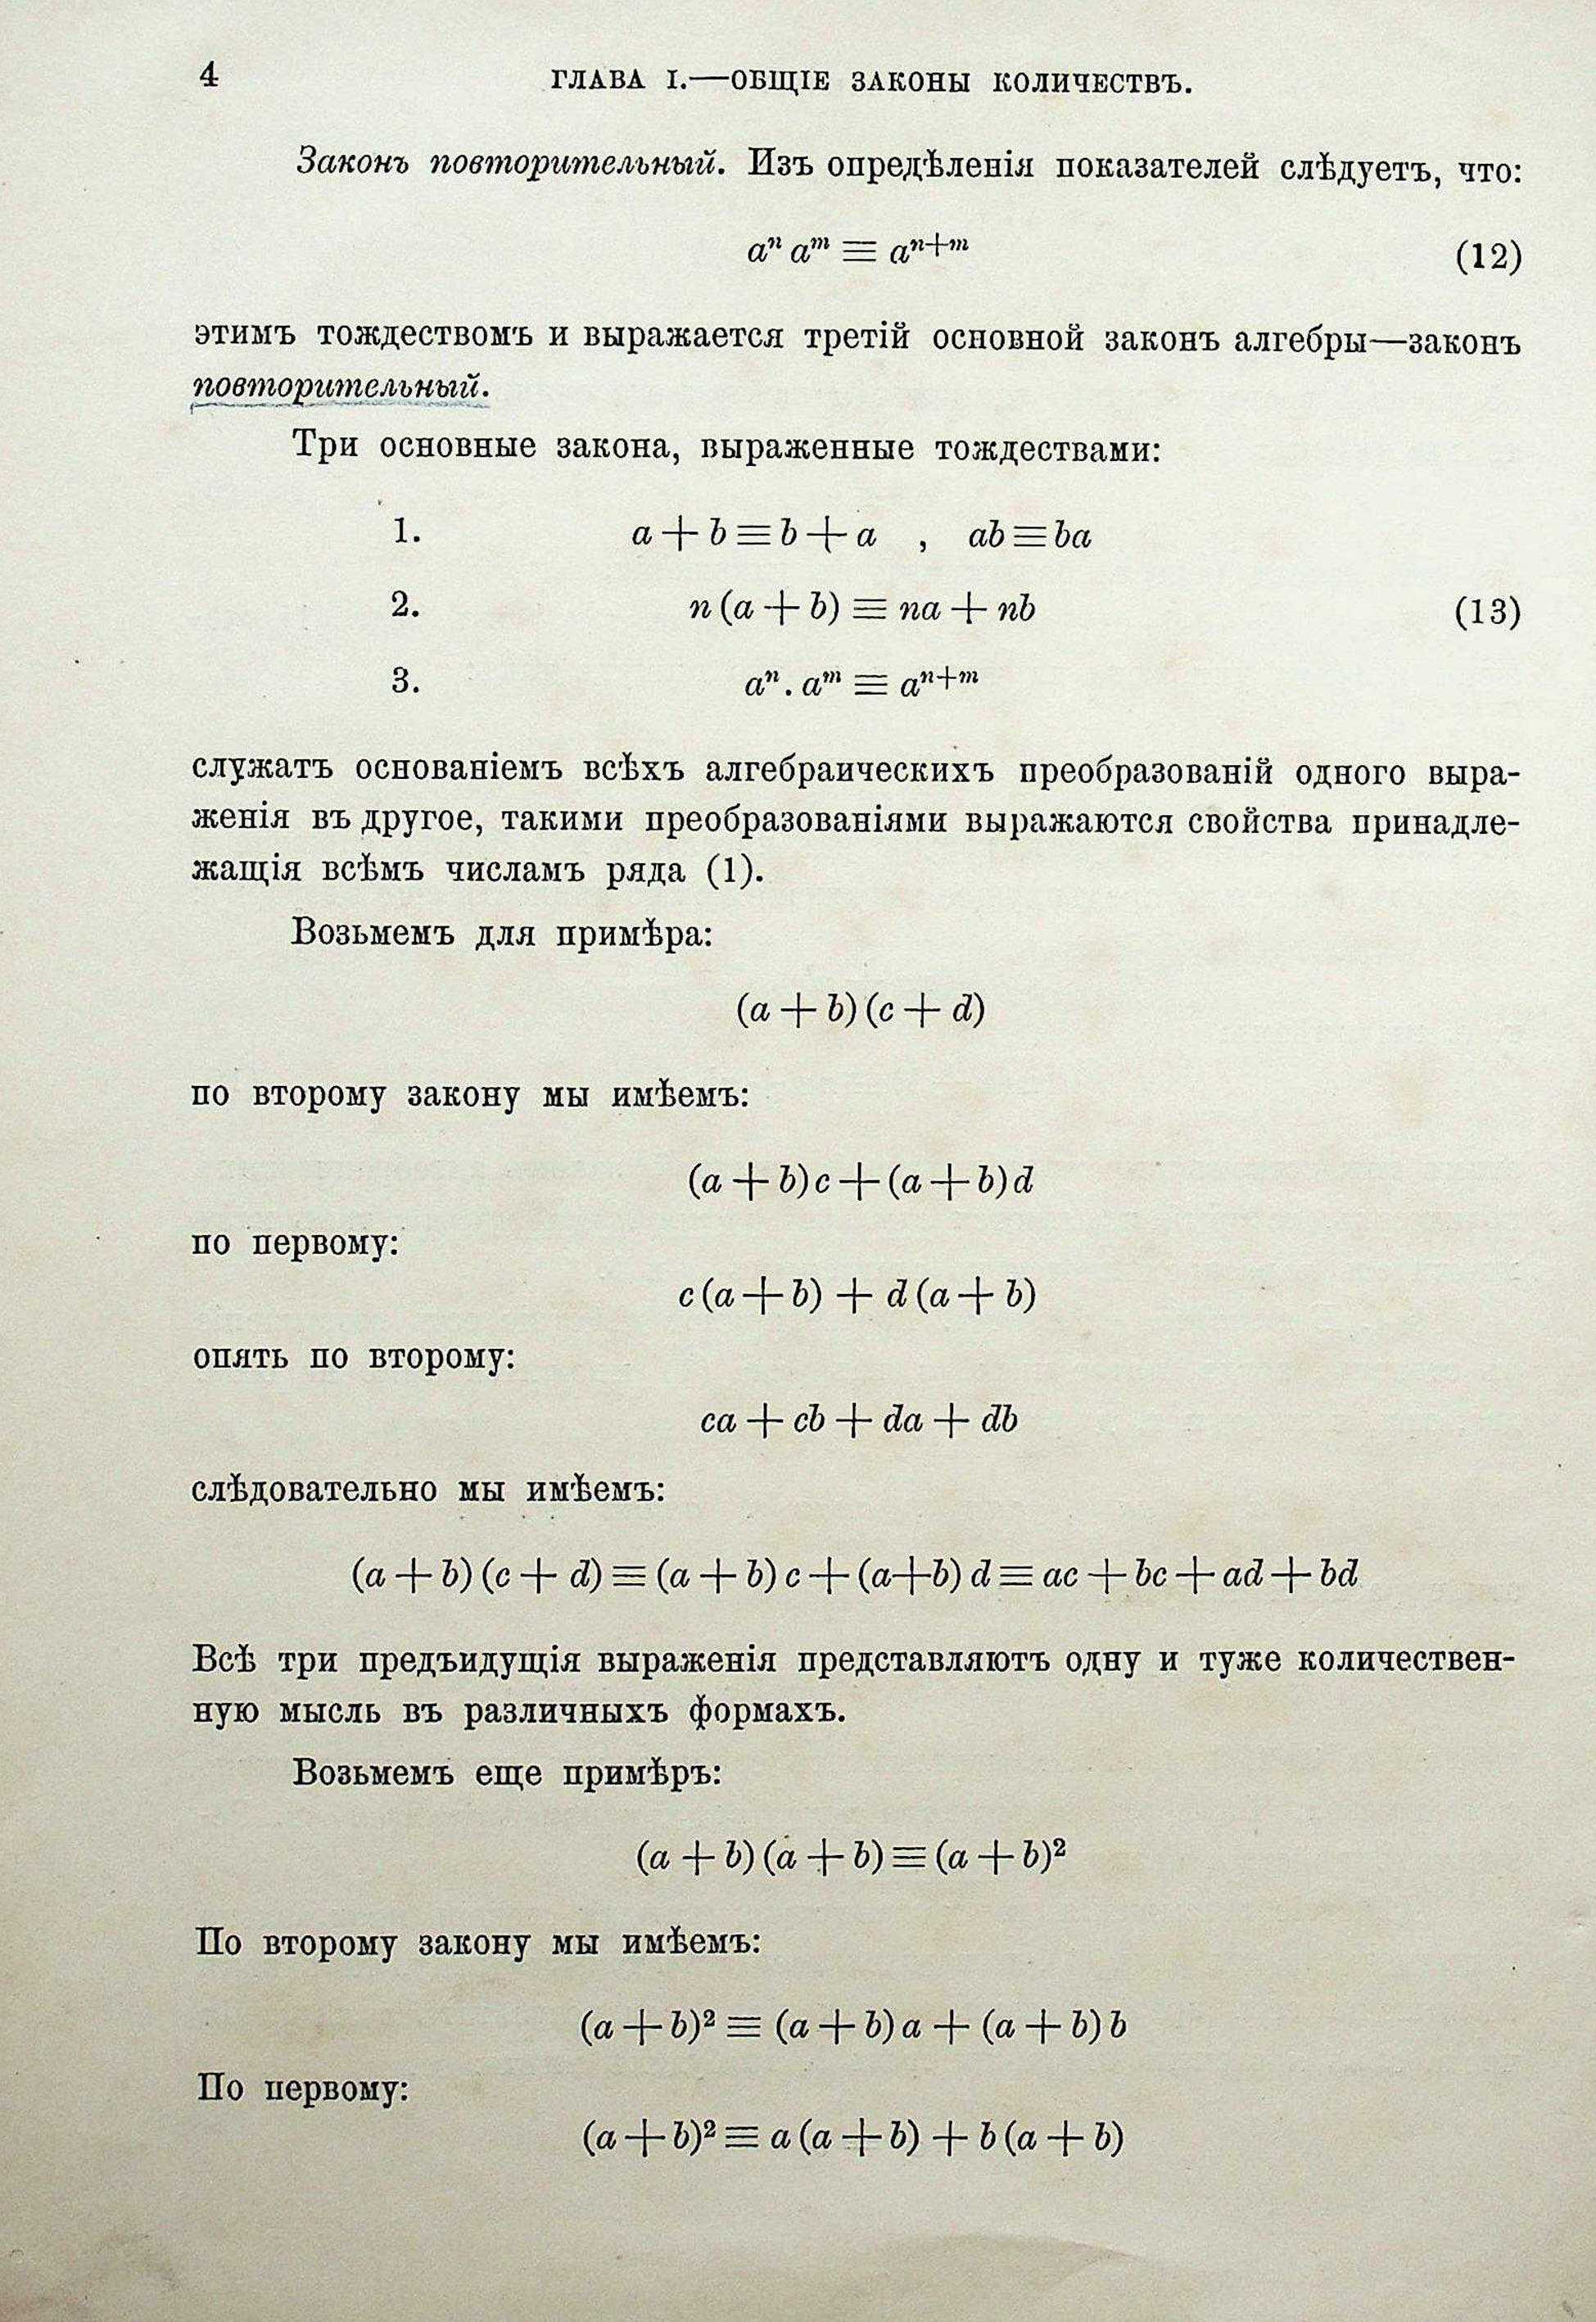 4 ГЛАВА I.—ОБЩІЕ ЗАКОНЫ КОЛИЧЕСТВЪ.
Законъ повторительный. Изъ опредѣленія показателей слѣдуетъ, что:
aⁿ aᵐ ≡ aⁿ⁺ᵐ (12)
этимъ тождествомъ и выражается третій основной законъ алгебры—законъ
повторительный.
Три основные закона, выраженные тождествами:
1. a + b ≡ b + a , ab ≡ ba
2. n (a + b) ≡ na + nb (13)
3. aⁿ . aᵐ ≡ aⁿ⁺ᵐ
служатъ основаніемъ всѣхъ алгебраическихъ преобразованій одного выра-
женія въ другое, такими преобразованіями выражаются свойства принадле-
жащія всѣмъ числамъ ряда (1).
Возьмемъ для примѣра:
(a + b) (c + d)
по второму закону мы имѣемъ:
(a + b) c + (a + b) d
по первому:
c (a + b) + d (a + b)
опять по второму:
ca + cb + da + db
слѣдовательно мы имѣемъ:
(a + b) (c + d) ≡ (a + b) c + (a + b) d ≡ ac + bc + ad + bd
Всѣ три предъидущія выраженія представляютъ одну и туже количествен-
ную мысль въ различныхъ формахъ.
Возьмемъ еще примѣръ:
(a + b) (a + b) ≡ (a + b)²
По второму закону мы имѣемъ:
(a + b)² ≡ (a + b) a + (a + b) b
По первому:
(a + b)² ≡ a (a + b) + b (a + b)